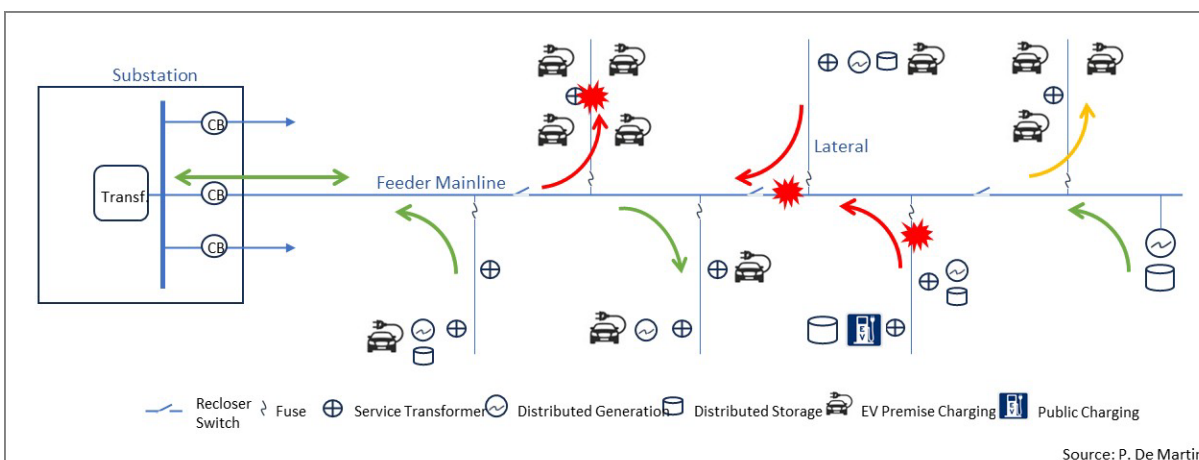 Substation
CB
Transf.
CB
CB
Feeder Mainline
Lateral
Recloser
Switch
Fuse
Service Transformer
Distributed Generation
Distributed Storage
EV Premise Charging
EV
Public Charging
EV
Source: P. De Martin